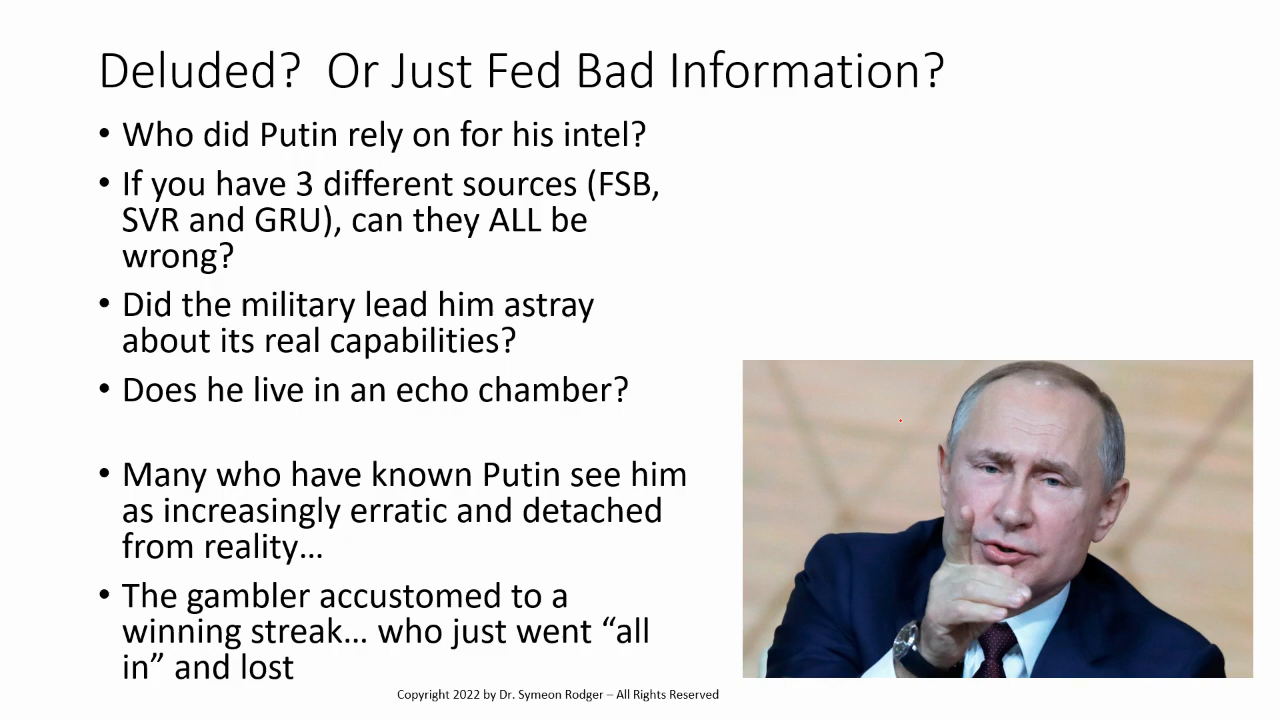 Deluded?  Or Just Fed Bad Information?
• Who did Putin rely on for his intel?
• If you have 3 different sources (FSB,
SVR and GRU), can they ALL be
wrong?
• Did the military lead him astray
about its real capabilities?
• Does he live in an echo chamber?
• Many who have known Putin see him
as increasingly erratic and detached
from reality…
• The gambler accustomed to a
winning streak… who just went “all
in” and lost
Copyright 2022 by Dr. Symeon Rodger – All Rights Reserved